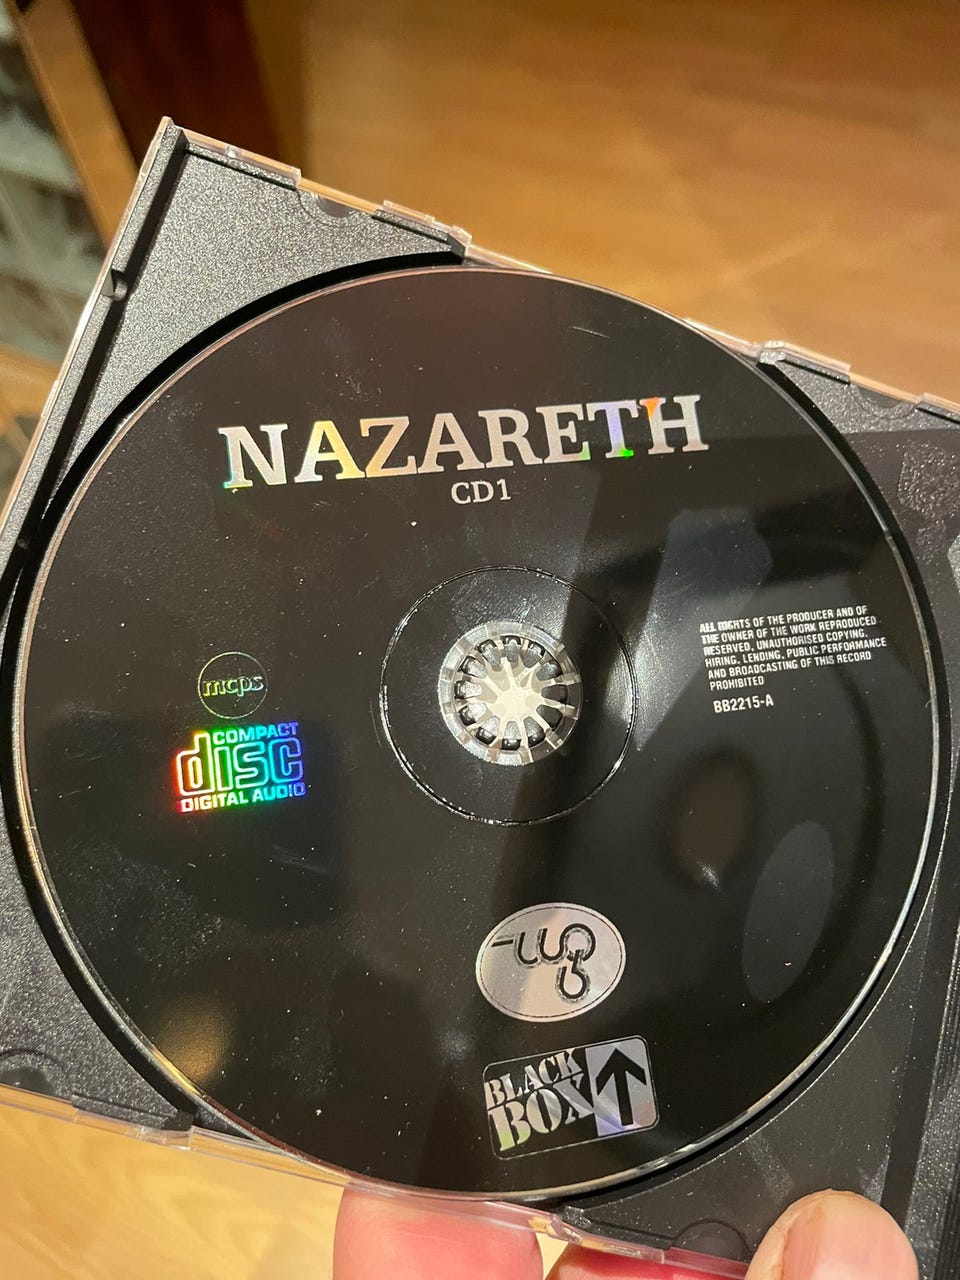 NAZARETH
CD1
ALL RIGHTS OF THE PRODUCER AND OF
THE OWNER OF THE WORK REPRODUCED
RESERVED. UNAUTHORISED COPYING,
HIRING, LENDING, PUBLIC PERFORMANCE
AND BROADCASTING OF THIS RECORD
PROHIBITED
BB2215-A
mcps
COMPACT
disc
DIGITAL AUDIO
BLACK
BOX